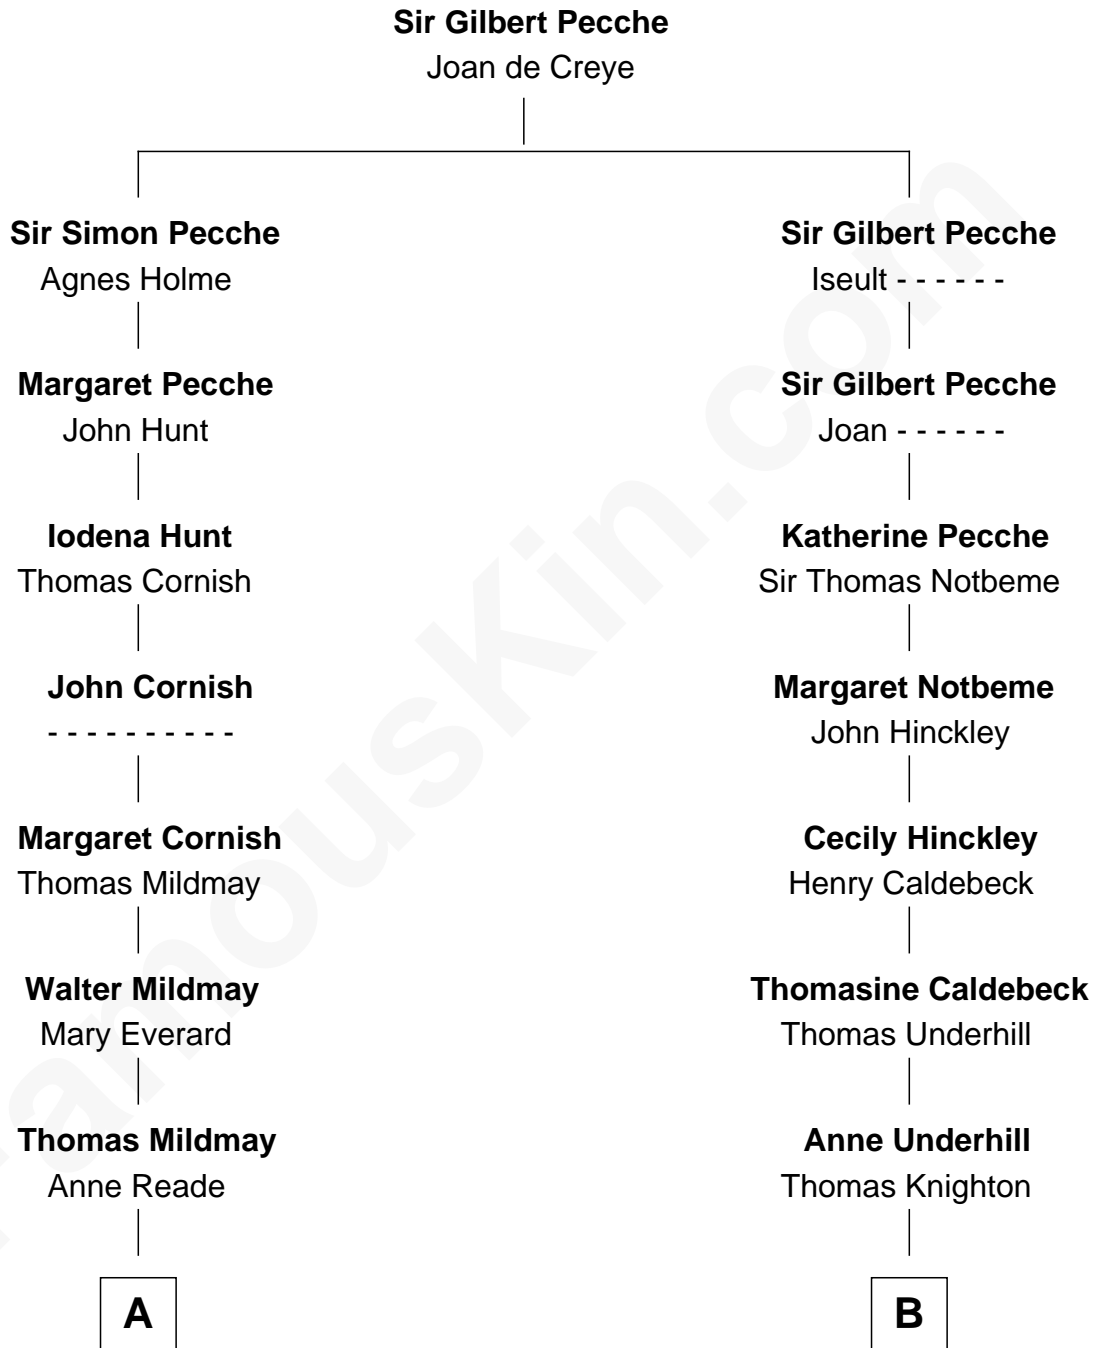 Sir Gilbert Pecche
Joan de Creye
Sir Simon Pecche
Agnes Holme
Sir Gilbert Pecche
Iseult - - - - - -
Margaret Pecche
John Hunt
Sir Gilbert Pecche
Joan - - - - - -
Iodena Hunt
Thomas Cornish
Katherine Pecche
Sir Thomas Notbeme
John Cornish
- - - - - - - - - -
Margaret Notbeme
John Hinckley
Margaret Cornish
Thomas Mildmay
Cecily Hinckley
Henry Caldebeck
Walter Mildmay
Mary Everard
Thomasine Caldebeck
Thomas Underhill
Thomas Mildmay
Anne Reade
Anne Underhill
Thomas Knighton
A
B
FamousKin.com